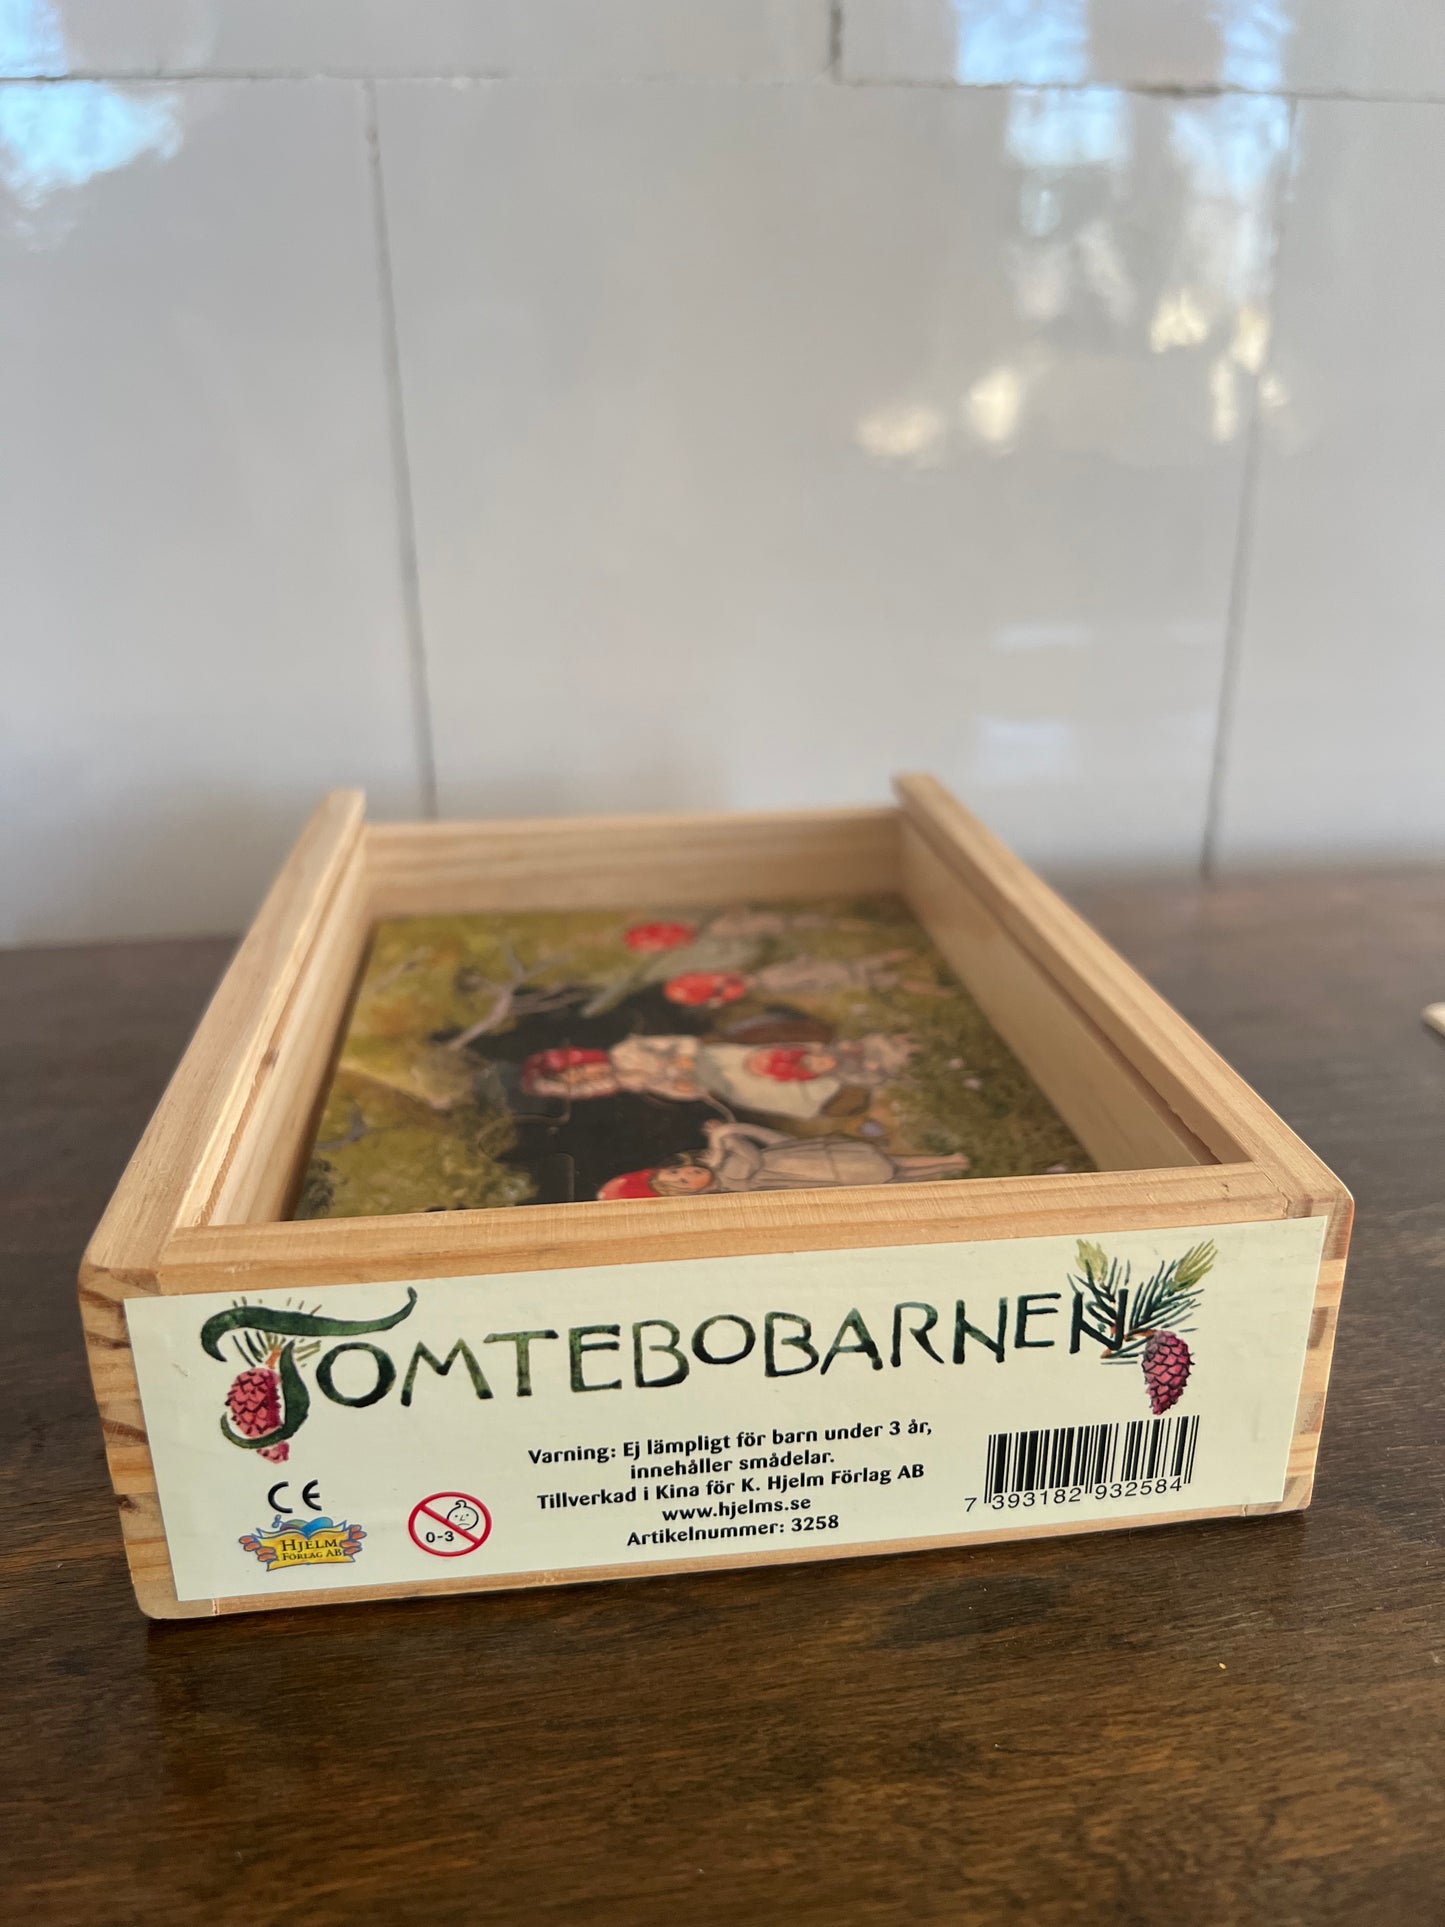 TOMTEBOBARNEN
Varning: Ej lämpligt för barn under 3 år,
innehåller smådelar.
Tillverkad i Kina för K. Hjelm Förlag AB
www.hjelms.se
Artikelnummer: 3258
CE
HJELM
FÖRLAG AB
0-3
7 393182 932584